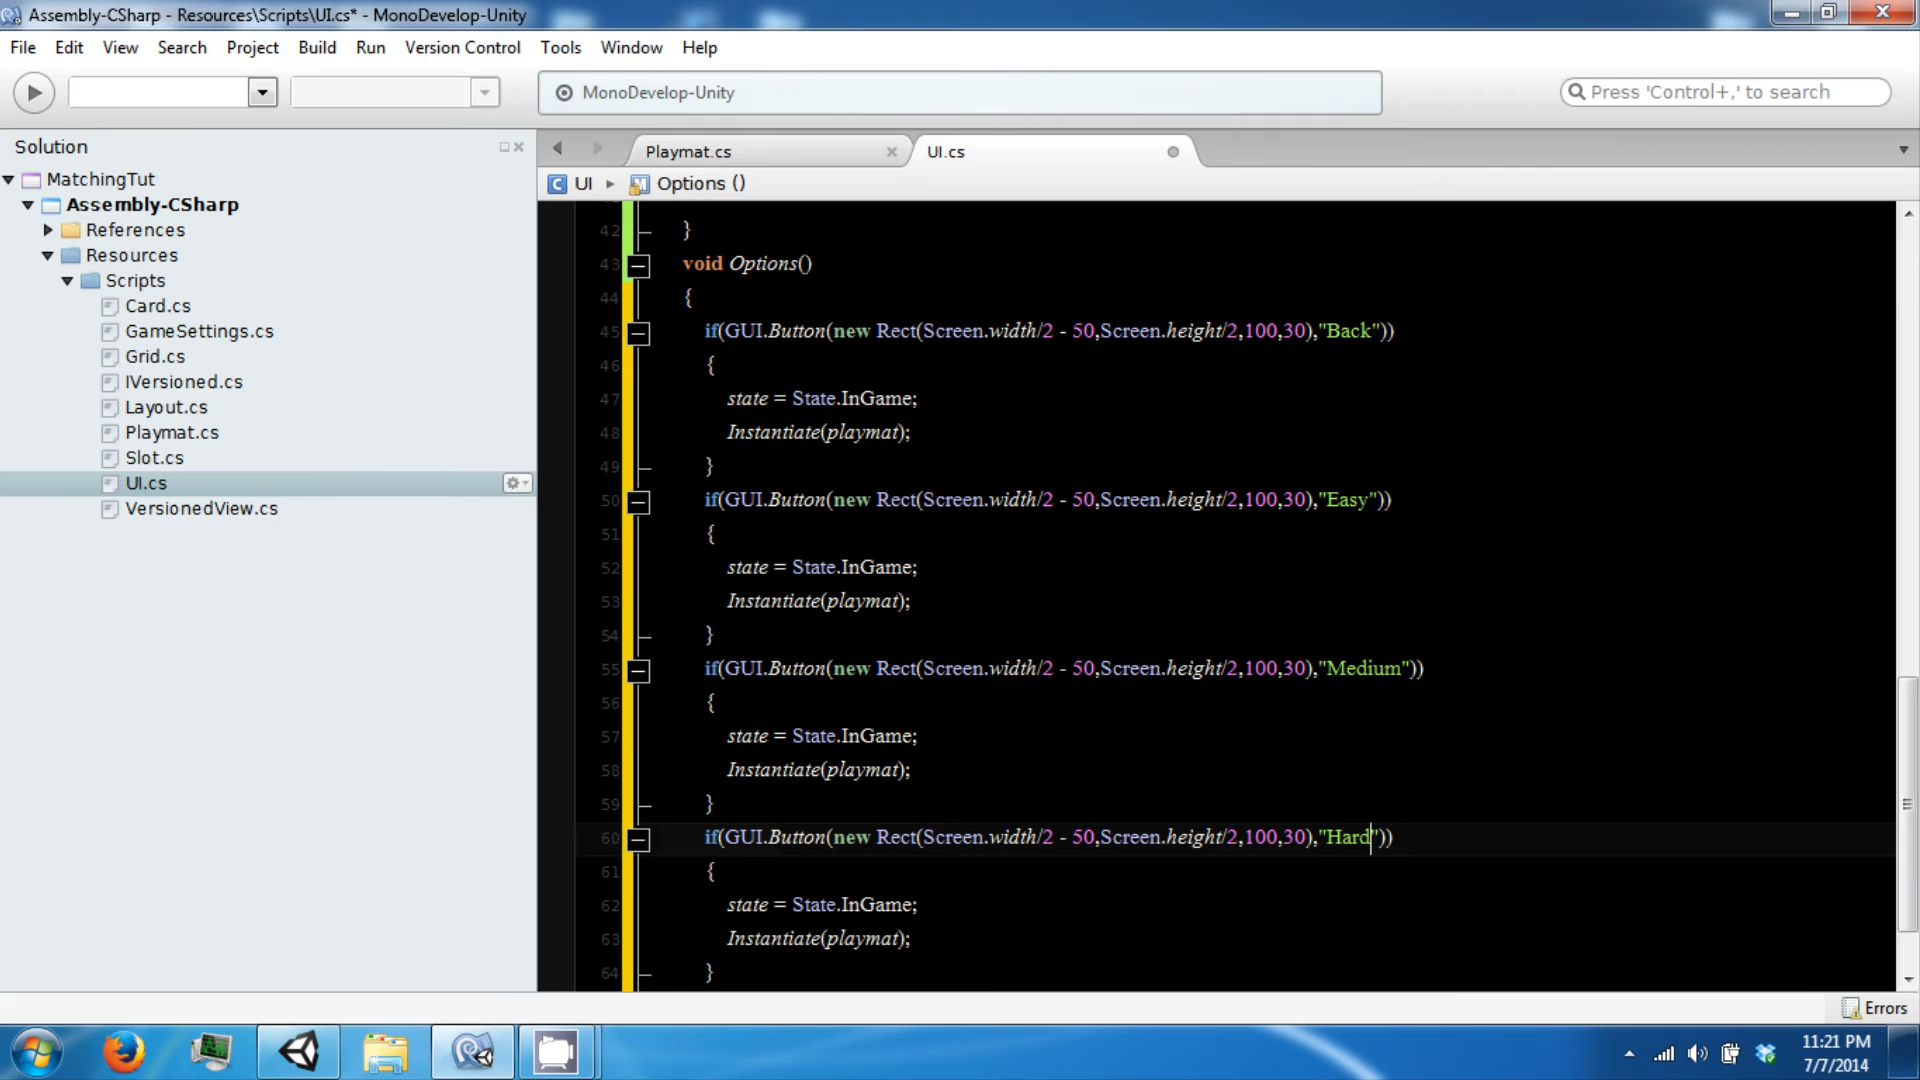 Assembly-CSharp - Resources\Scripts\UI.cs* - MonoDevelop-Unity
File Edit View Search Project Build Run Version Control Tools Window Help
MonoDevelop-Unity
Press 'Control+,' to search
Solution
MatchingTut
Assembly-CSharp
References
Resources
Scripts
Card.cs
GameSettings.cs
Grid.cs
IVersioned.cs
Layout.cs
Playmat.cs
Slot.cs
UI.cs
VersionedView.cs
Playmat.cs UI.cs
UI Options ()
42 }
43 void Options()
44 {
45 if(GUI.Button(new Rect(Screen.width/2 - 50,Screen.height/2,100,30),"Back"))
46 {
47 state = State.InGame;
48 Instantiate(playmat);
49 }
50 if(GUI.Button(new Rect(Screen.width/2 - 50,Screen.height/2,100,30),"Easy"))
51 {
52 state = State.InGame;
53 Instantiate(playmat);
54 }
55 if(GUI.Button(new Rect(Screen.width/2 - 50,Screen.height/2,100,30),"Medium"))
56 {
57 state = State.InGame;
58 Instantiate(playmat);
59 }
60 if(GUI.Button(new Rect(Screen.width/2 - 50,Screen.height/2,100,30),"Hard"))
61 {
62 state = State.InGame;
63 Instantiate(playmat);
64 }
Errors
11:21 PM
7/7/2014